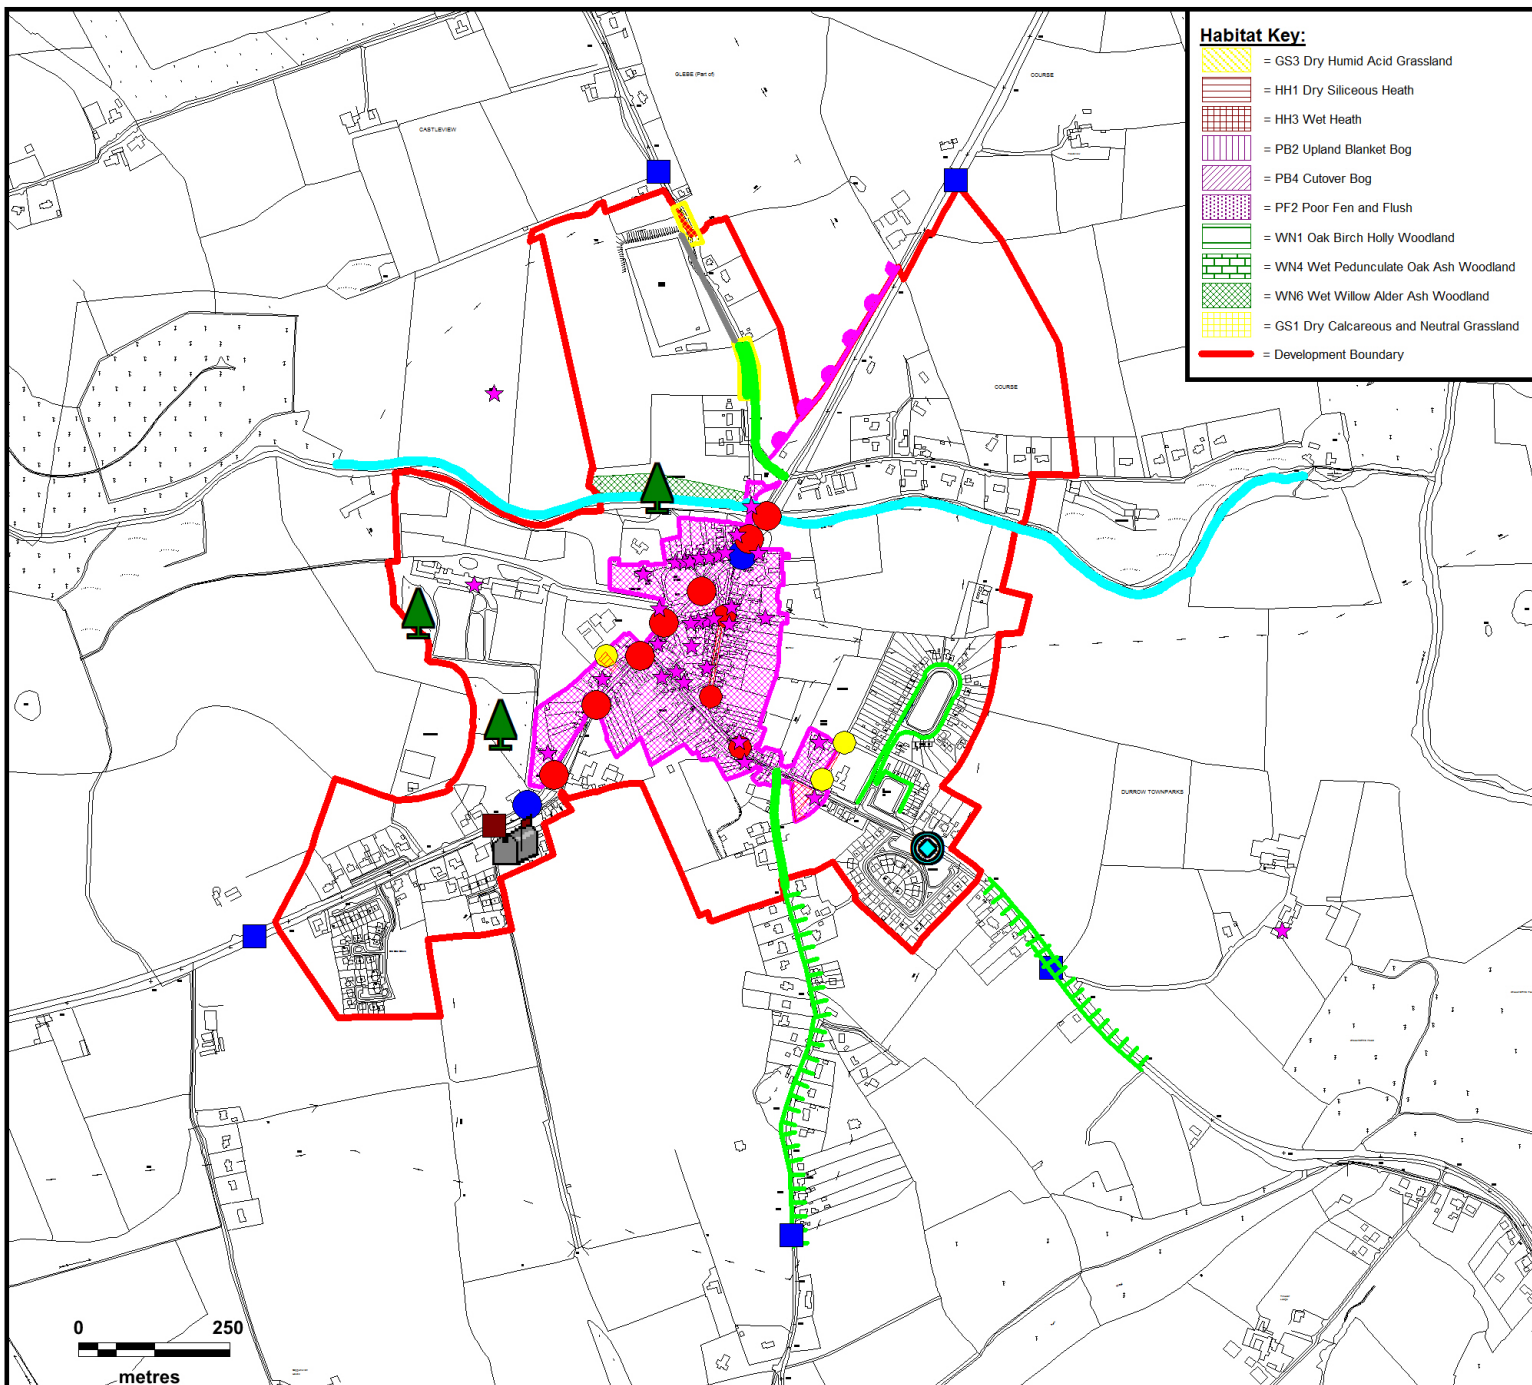 Habitat Key:
= GS3 Dry Humid Acid Grassland
= HH1 Dry Siliceous Heath
= HH3 Wet Heath
= PB2 Upland Blanket Bog
= PB4 Cutover Bog
= PF2 Poor Fen and Flush
= WN1 Oak Birch Holly Woodland
= WN4 Wet Pedunculate Oak Ash Woodland
= WN6 Wet Willow Alder Ash Woodland
= GS1 Dry Calcareous and Neutral Grassland
= Development Boundary
GLEBE (Part of)
COURSE
CASTLEVIEW
COURSE
DURROW TOWNPARKS
0 250
metres